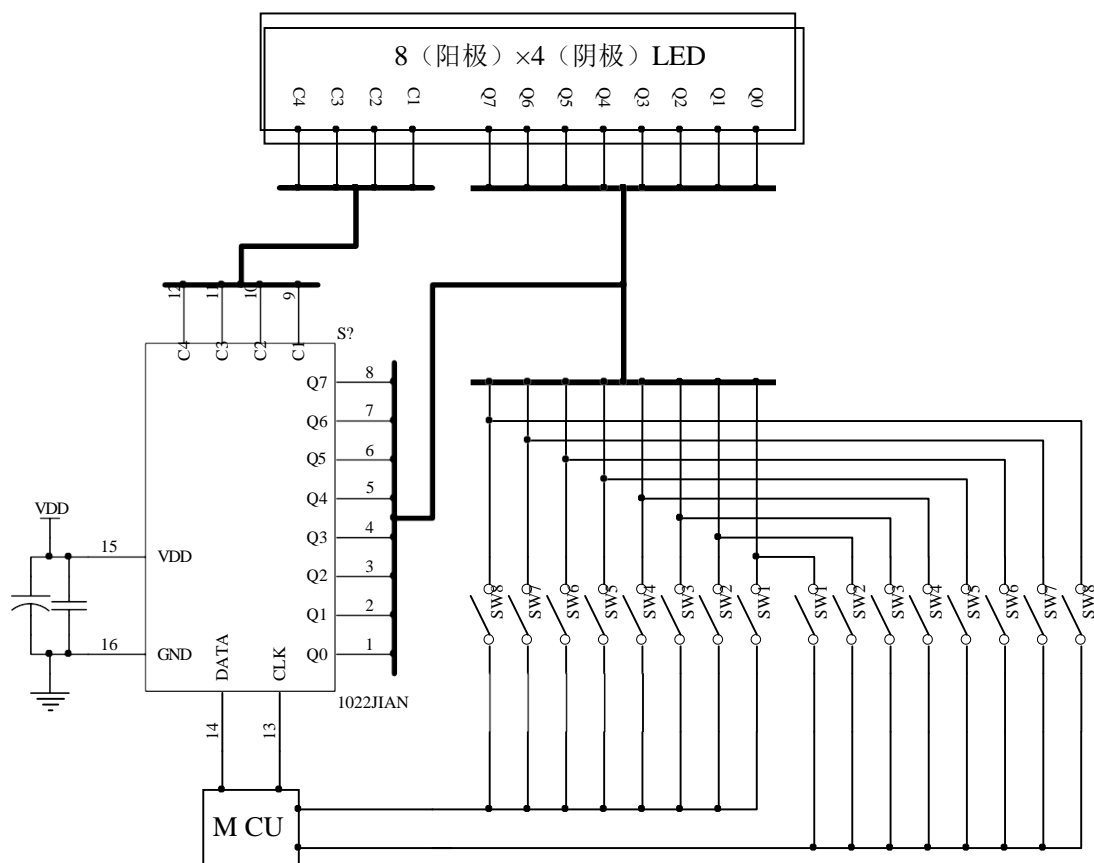 8（阳极）×4（阴极）LED
C4 C3 C2 C1 Q7 Q6 Q5 Q4 Q3 Q2 Q1 Q0
12 11 10 9
S?
C4 C3 C2 C1
Q7 8
Q6 7
Q5 6
Q4 5
Q3 4
Q2 3
Q1 2
Q0 1
VDD
15 VDD
16 GND
DATA CLK
1022JIAN
14 13
SW8 SW7 SW6 SW5 SW4 SW3 SW2 SW1 SW1 SW2 SW3 SW4 SW5 SW6 SW7 SW8
M CU